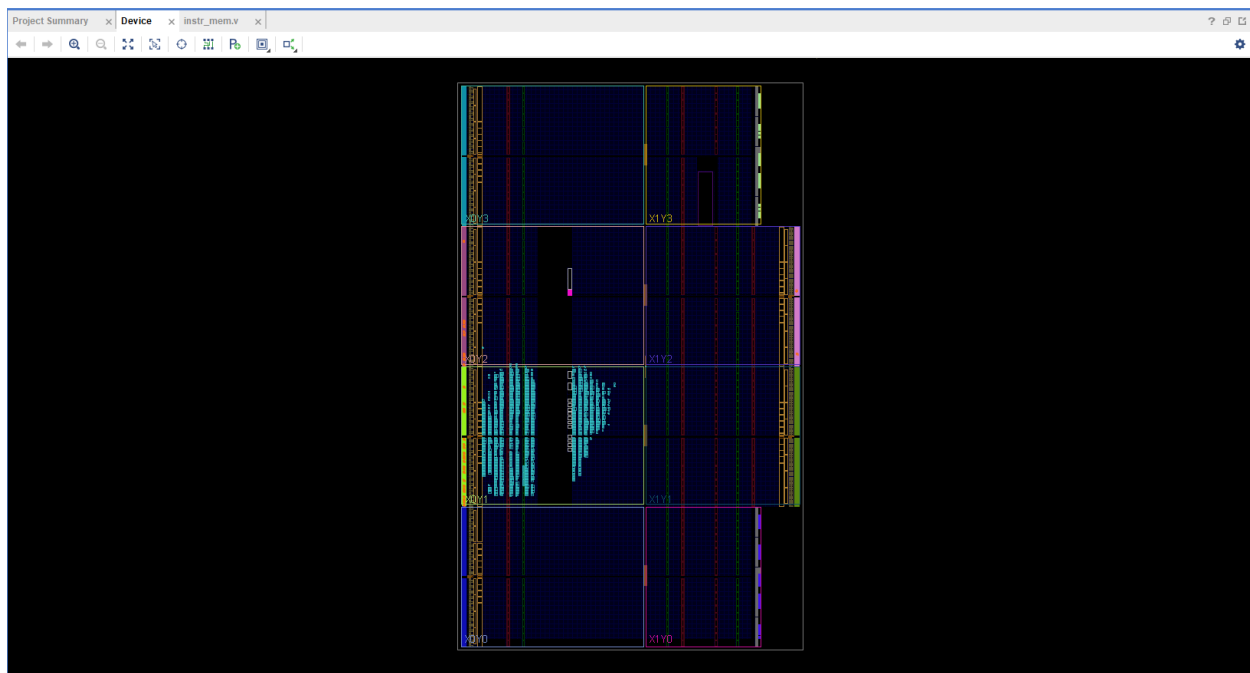 Project Summary Device instr_mem.v
X0Y3 X1Y3
X0Y2 X1Y2
X0Y1 X1Y1
X0Y0 X1Y0